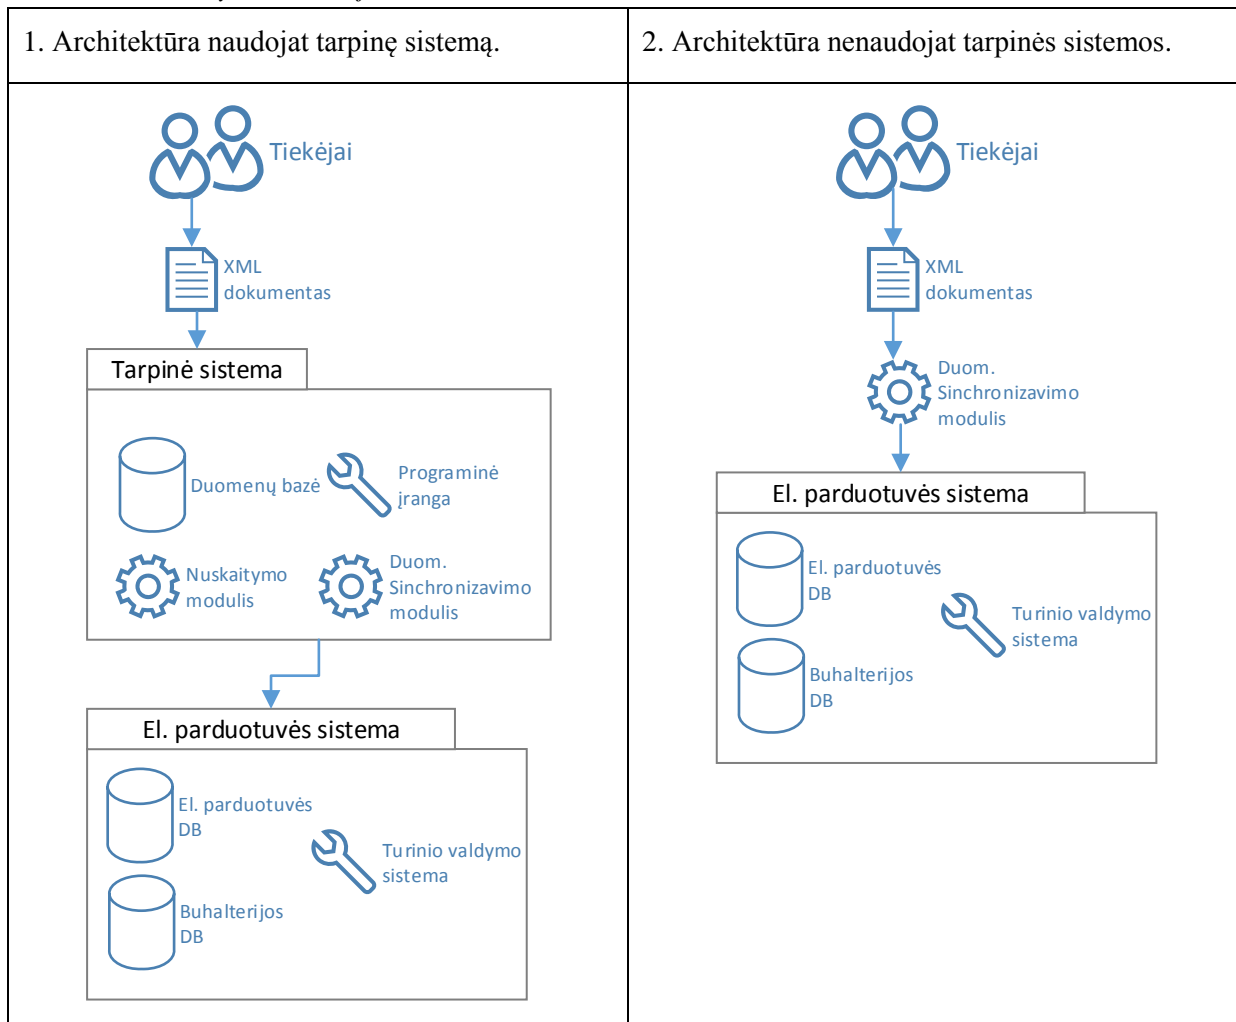 1. Architektūra naudojat tarpinę sistemą.
2. Architektūra nenaudojat tarpinės sistemos.
Tiekėjai
XML
dokumentas
Tarpinė sistema
Duomenų bazė
Programinė
įranga
Nuskaitymo
modulis
Duom.
Sinchronizavimo
modulis
El. parduotuvės sistema
El. parduotuvės
DB
Turinio valdymo
sistema
Buhalterijos
DB
Tiekėjai
XML
dokumentas
Duom.
Sinchronizavimo
modulis
El. parduotuvės sistema
El. parduotuvės
DB
Turinio valdymo
sistema
Buhalterijos
DB